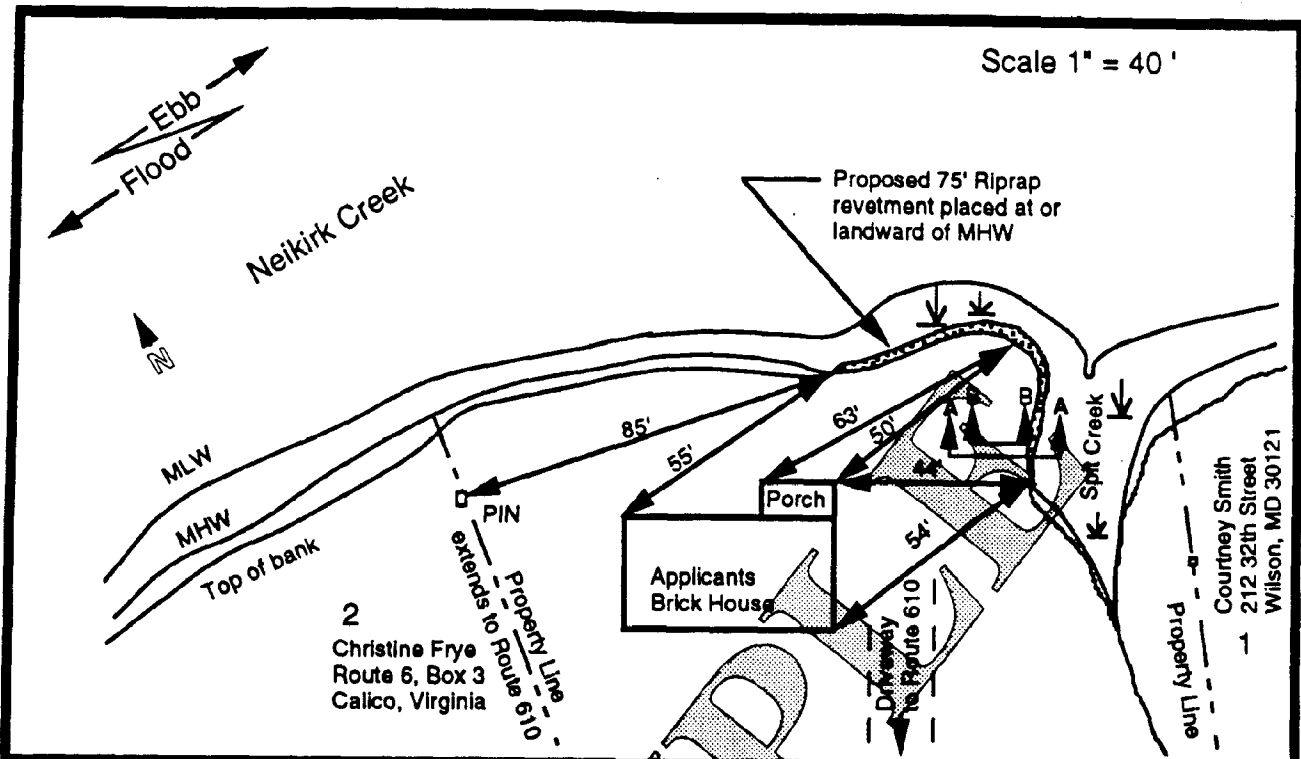 Scale 1" = 40 '
Ebb
Flood
Neikirk Creek
N
Proposed 75' Riprap
revetment placed at or
landward of MHW
85'
55'
63'
50'
44'
54'
A
B
B
A
Spit Creek
MLW
MHW
Top of bank
PIN
Property Line
extends to Route 610
Porch
Applicants
Brick House
Driveway
to Route 610
2
Christine Frye
Route 6, Box 3
Calico, Virginia
Property Line
1
Courtney Smith
212 32th Street
Wilson, MD 30121